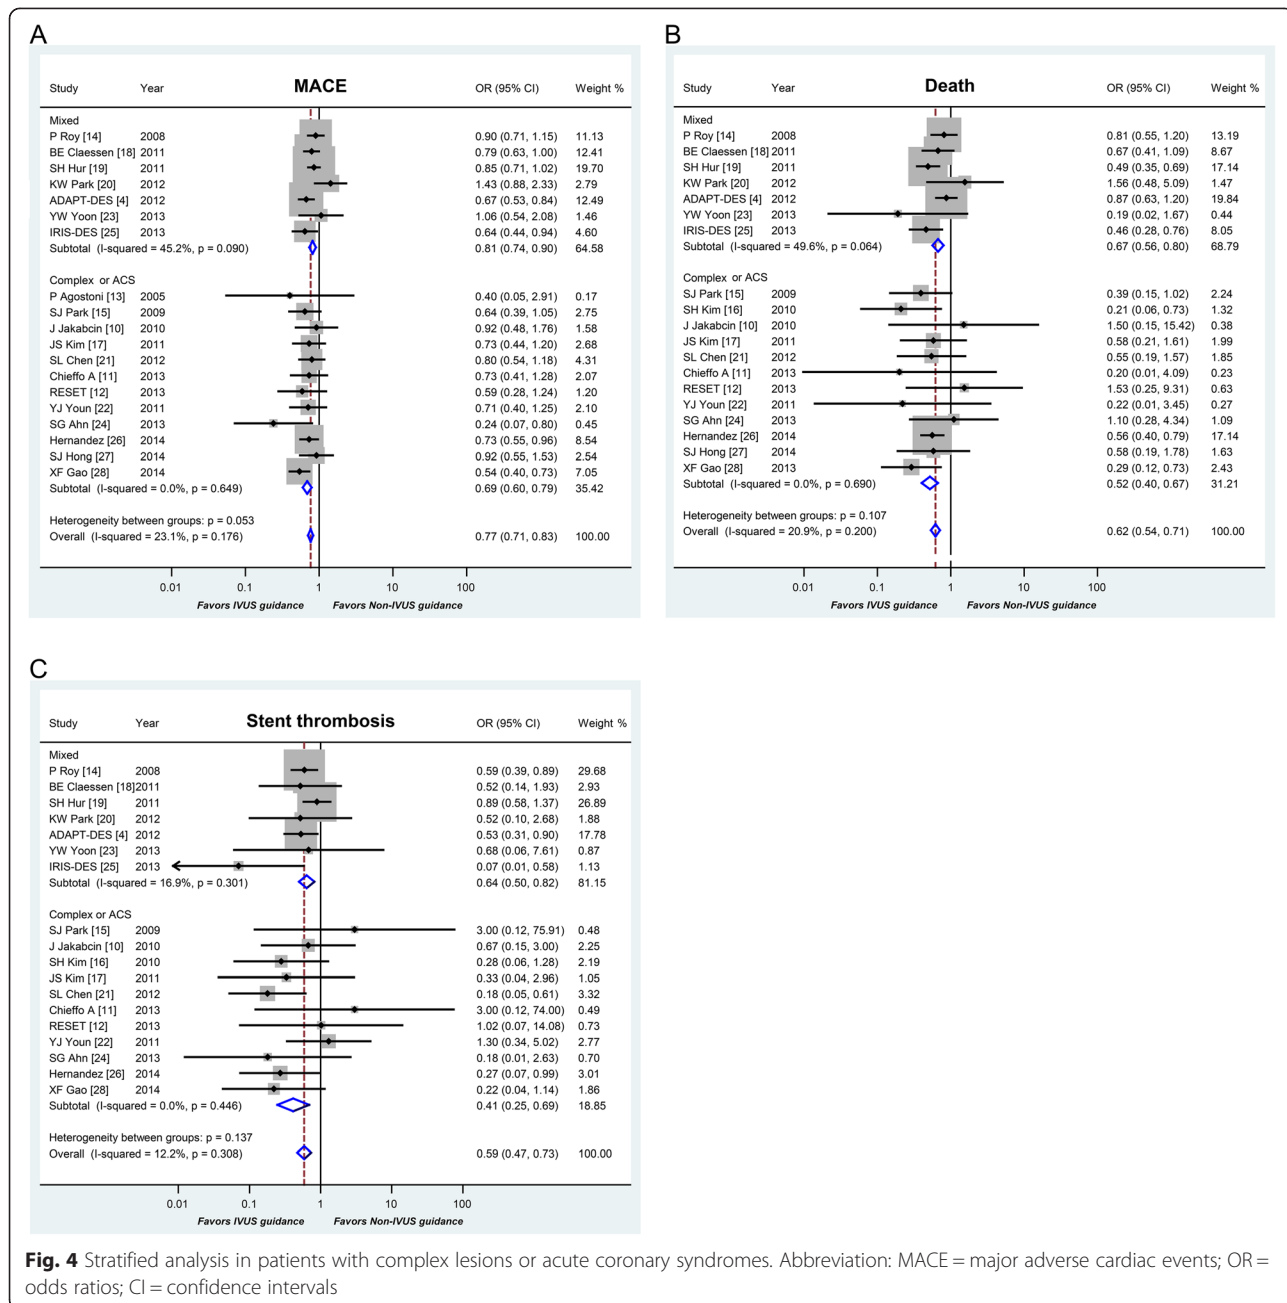 A
MACE
Study Year OR (95% CI) Weight %
Mixed
P Roy [14] 2008 0.90 (0.71, 1.15) 11.13
BE Claessen [18] 2011 0.79 (0.63, 1.00) 12.41
SH Hur [19] 2011 0.85 (0.71, 1.02) 19.70
KW Park [20] 2012 1.43 (0.88, 2.33) 2.79
ADAPT-DES [4] 2012 0.67 (0.53, 0.84) 12.49
YW Yoon [23] 2013 1.06 (0.54, 2.08) 1.46
IRIS-DES [25] 2013 0.64 (0.44, 0.94) 4.60
Subtotal (I-squared = 45.2%, p = 0.090) 0.81 (0.74, 0.90) 64.58
Complex or ACS
P Agostoni [13] 2005 0.40 (0.05, 2.91) 0.17
SJ Park [15] 2009 0.64 (0.39, 1.05) 2.75
J Jakabcin [10] 2010 0.92 (0.48, 1.76) 1.58
JS Kim [17] 2011 0.73 (0.44, 1.20) 2.68
SL Chen [21] 2012 0.80 (0.54, 1.18) 4.31
Chieffo A [11] 2013 0.73 (0.41, 1.28) 2.07
RESET [12] 2013 0.59 (0.28, 1.24) 1.20
YJ Youn [22] 2011 0.71 (0.40, 1.25) 2.10
SG Ahn [24] 2013 0.24 (0.07, 0.80) 0.45
Hernandez [26] 2014 0.73 (0.55, 0.96) 8.54
SJ Hong [27] 2014 0.92 (0.55, 1.53) 2.54
XF Gao [28] 2014 0.54 (0.40, 0.73) 7.05
Subtotal (I-squared = 0.0%, p = 0.649) 0.69 (0.60, 0.79) 35.42
Heterogeneity between groups: p = 0.053
Overall (I-squared = 23.1%, p = 0.176) 0.77 (0.71, 0.83) 100.00
0.01 0.1 1 10 100
Favors IVUS guidance Favors Non-IVUS guidance
B
Death
Study Year OR (95% CI) Weight %
Mixed
P Roy [14] 2008 0.81 (0.55, 1.20) 13.19
BE Claessen [18] 2011 0.67 (0.41, 1.09) 8.67
SH Hur [19] 2011 0.49 (0.35, 0.69) 17.14
KW Park [20] 2012 1.56 (0.48, 5.09) 1.47
ADAPT-DES [4] 2012 0.87 (0.63, 1.20) 19.84
YW Yoon [23] 2013 0.19 (0.02, 1.67) 0.44
IRIS-DES [25] 2013 0.46 (0.28, 0.76) 8.05
Subtotal (I-squared = 49.6%, p = 0.064) 0.67 (0.56, 0.80) 68.79
Complex or ACS
SJ Park [15] 2009 0.39 (0.15, 1.02) 2.24
SH Kim [16] 2010 0.21 (0.06, 0.73) 1.32
J Jakabcin [10] 2010 1.50 (0.15, 15.42) 0.38
JS Kim [17] 2011 0.58 (0.21, 1.61) 1.99
SL Chen [21] 2012 0.55 (0.19, 1.57) 1.85
Chieffo A [11] 2013 0.20 (0.01, 4.09) 0.23
RESET [12] 2013 1.53 (0.25, 9.31) 0.63
YJ Youn [22] 2011 0.22 (0.01, 3.45) 0.27
SG Ahn [24] 2013 1.10 (0.28, 4.34) 1.09
Hernandez [26] 2014 0.56 (0.40, 0.79) 17.14
SJ Hong [27] 2014 0.58 (0.19, 1.78) 1.63
XF Gao [28] 2013 0.29 (0.12, 0.73) 2.43
Subtotal (I-squared = 0.0%, p = 0.690) 0.52 (0.40, 0.67) 31.21
Heterogeneity between groups: p = 0.107
Overall (I-squared = 20.9%, p = 0.200) 0.62 (0.54, 0.71) 100.00
0.01 0.1 1 10 100
Favors IVUS guidance Favors Non-IVUS guidance
C
Stent thrombosis
Study Year OR (95% CI) Weight %
Mixed
P Roy [14] 2008 0.59 (0.39, 0.89) 29.68
BE Claessen [18] 2011 0.52 (0.14, 1.93) 2.93
SH Hur [19] 2011 0.89 (0.58, 1.37) 26.89
KW Park [20] 2012 0.52 (0.10, 2.68) 1.88
ADAPT-DES [4] 2012 0.53 (0.31, 0.90) 17.78
YW Yoon [23] 2013 0.68 (0.06, 7.61) 0.87
IRIS-DES [25] 2013 0.07 (0.01, 0.58) 1.13
Subtotal (I-squared = 16.9%, p = 0.301) 0.64 (0.50, 0.82) 81.15
Complex or ACS
SJ Park [15] 2009 3.00 (0.12, 75.91) 0.48
J Jakabcin [10] 2010 0.67 (0.15, 3.00) 2.25
SH Kim [16] 2010 0.28 (0.06, 1.28) 2.19
JS Kim [17] 2011 0.33 (0.04, 2.96) 1.05
SL Chen [21] 2012 0.18 (0.05, 0.61) 3.32
Chieffo A [11] 2013 3.00 (0.12, 74.00) 0.49
RESET [12] 2013 1.02 (0.07, 14.08) 0.73
YJ Youn [22] 2011 1.30 (0.34, 5.02) 2.77
SG Ahn [24] 2013 0.18 (0.01, 2.63) 0.70
Hernandez [26] 2014 0.27 (0.07, 0.99) 3.01
XF Gao [28] 2014 0.22 (0.04, 1.14) 1.86
Subtotal (I-squared = 0.0%, p = 0.446) 0.41 (0.25, 0.69) 18.85
Heterogeneity between groups: p = 0.137
Overall (I-squared = 12.2%, p = 0.308) 0.59 (0.47, 0.73) 100.00
0.01 0.1 1 10 100
Favors IVUS guidance Favors Non-IVUS guidance
Fig. 4 Stratified analysis in patients with complex lesions or acute coronary syndromes. Abbreviation: MACE = major adverse cardiac events; OR =
odds ratios; CI = confidence intervals